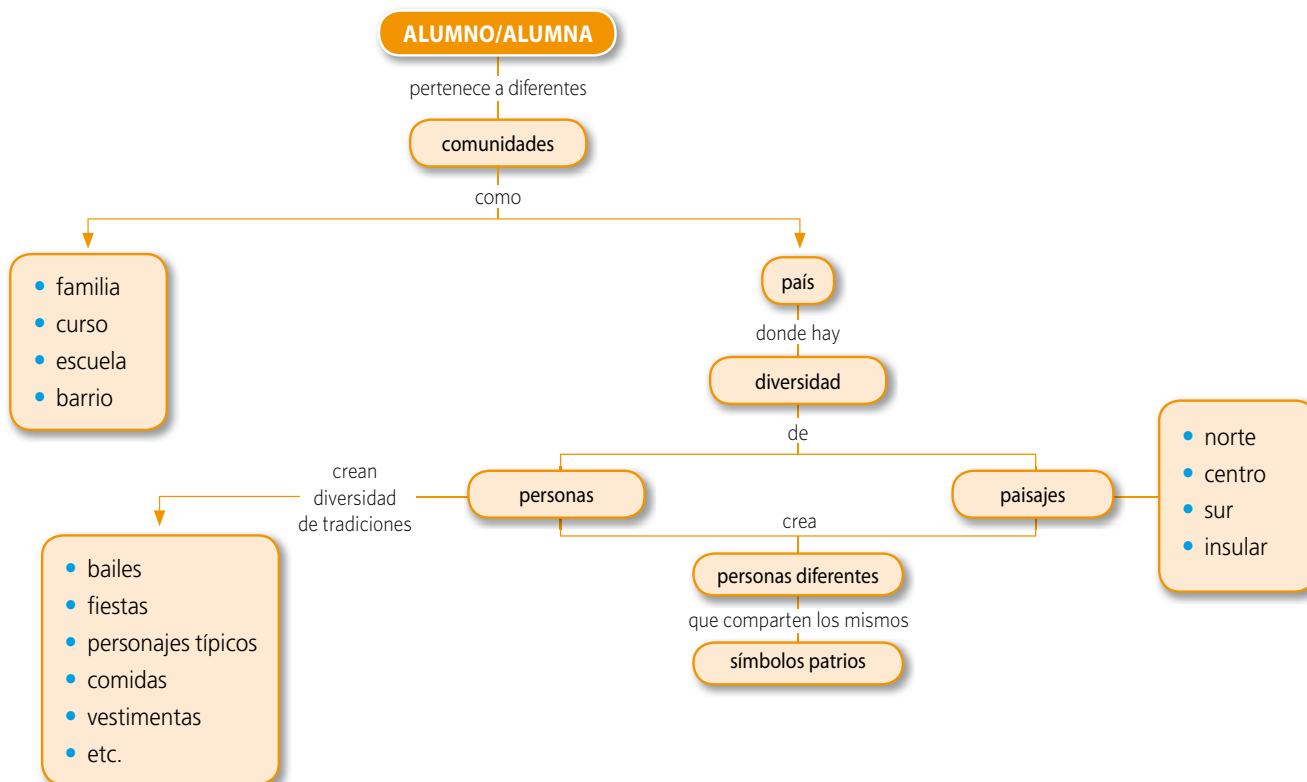 ALUMNO/ALUMNA
pertenece a diferentes
comunidades
como
• familia
• curso
• escuela
• barrio
país
donde hay
diversidad
de
personas
paisajes
• norte
• centro
• sur
• insular
crean
diversidad
de tradiciones
• bailes
• fiestas
• personajes típicos
• comidas
• vestimentas
• etc.
crea
personas diferentes
que comparten los mismos
símbolos patrios